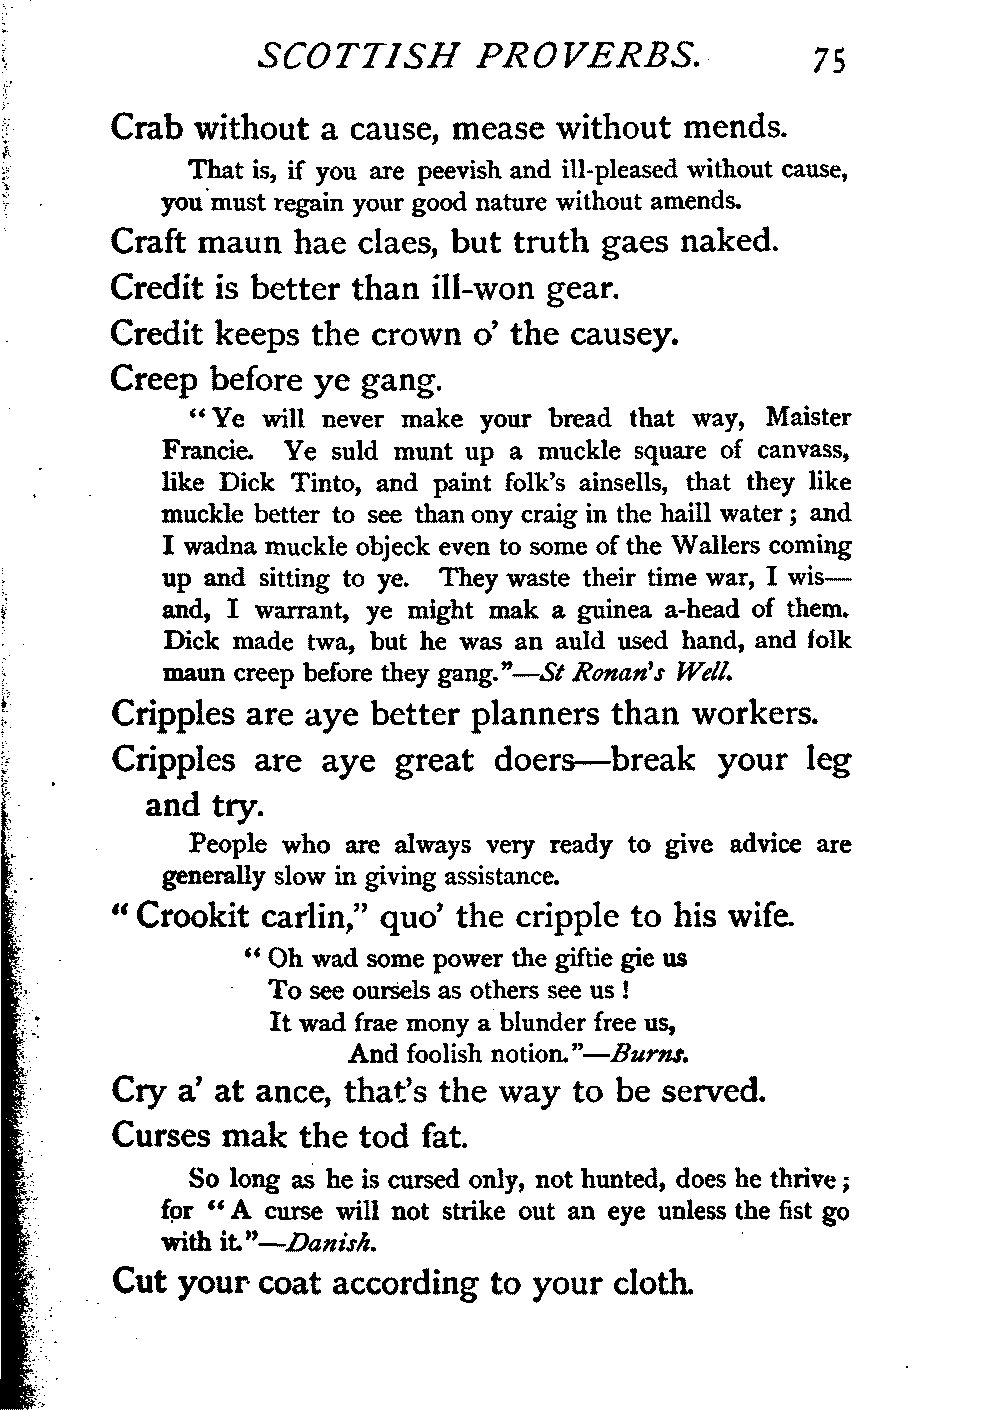 SCOTTISH PROVERBS. 75
Crab without a cause, mease without mends.
That is, if you are peevish and ill-pleased without cause,
you must regain your good nature without amends.
Craft maun hae claes, but truth gaes naked.
Credit is better than ill-won gear.
Credit keeps the crown o' the causey.
Creep before ye gang.
“Ye will never make your bread that way, Maister
Francie. Ye suld munt up a muckle square of canvass,
like Dick Tinto, and paint folk's ainsells, that they like
muckle better to see than ony craig in the haill water; and
I wadna muckle objeck even to some of the Wallers coming
up and sitting to ye. They waste their time war, I wis—
and, I warrant, ye might mak a guinea a-head of them.
Dick made twa, but he was an auld used hand, and folk
maun creep before they gang.”—St Ronan's Well.
Cripples are aye better planners than workers.
Cripples are aye great doers—break your leg
and try.
People who are always very ready to give advice are
generally slow in giving assistance.
“Crookit carlin,” quo' the cripple to his wife.
“Oh wad some power the giftie gie us
To see oursels as others see us!
It wad frae mony a blunder free us,
And foolish notion.”—Burns.
Cry a' at ance, that's the way to be served.
Curses mak the tod fat.
So long as he is cursed only, not hunted, does he thrive;
for “A curse will not strike out an eye unless the fist go
with it.”—Danish.
Cut your coat according to your cloth.